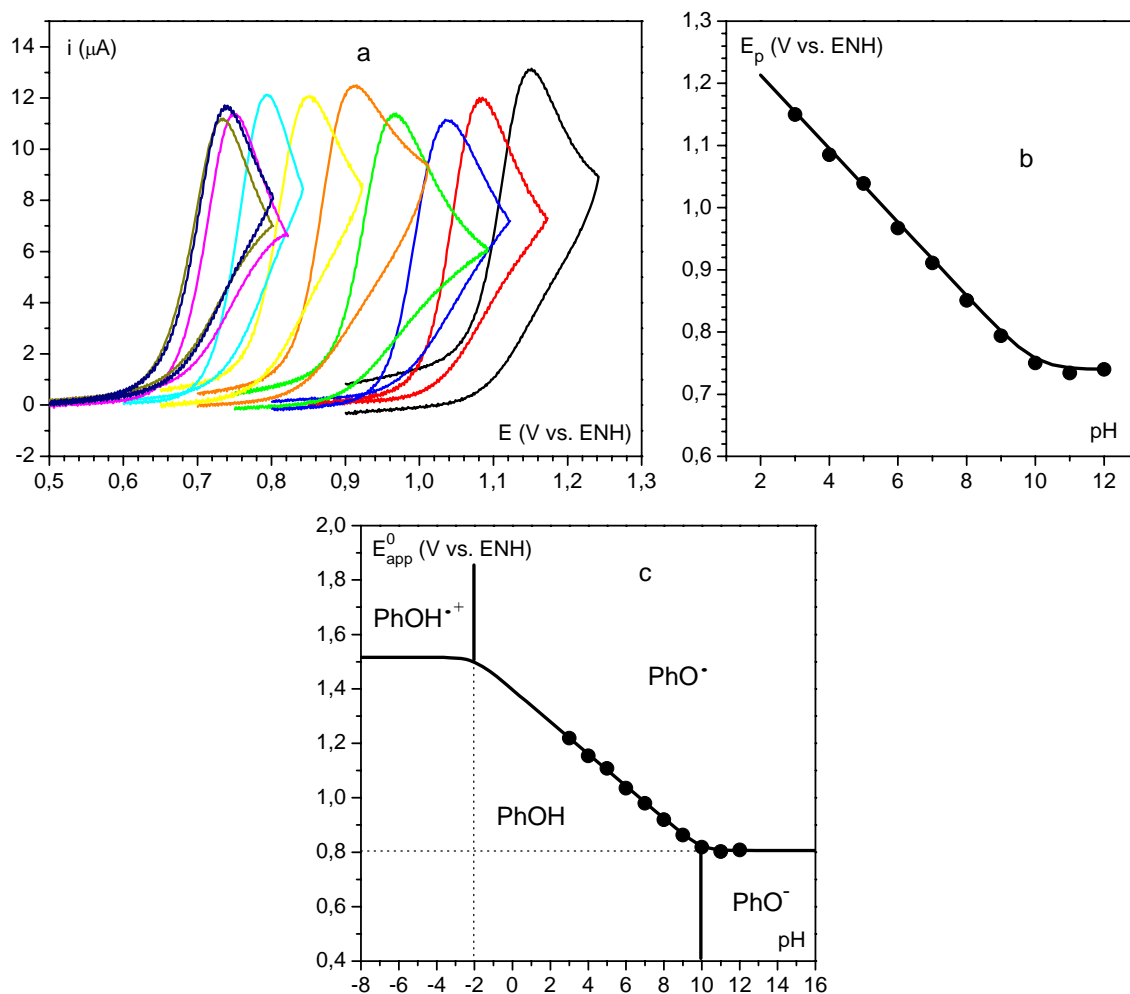 i (μA)
a
14
12
10
8
6
4
2
0
-2
E (V vs. ENH)
0,5 0,6 0,7 0,8 0,9 1,0 1,1 1,2 1,3
1,3
1,2
1,1
1,0
0,9
0,8
0,7
0,6
E_p (V vs. ENH)
b
pH
2 4 6 8 10 12
2,0
1,8
1,6
1,4
1,2
1,0
0,8
0,6
0,4
E^0_app (V vs. ENH)
c
PhOH•+
PhO•
PhOH
PhO-
pH
-8 -6 -4 -2 0 2 4 6 8 10 12 14 16